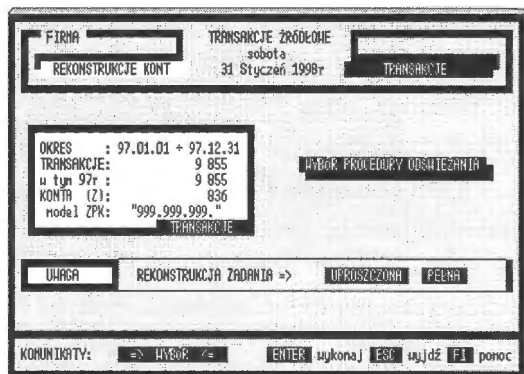 FIRMA
REKONSTRUKCJE KONT
TRANSAKCJE ŹRÓDŁOWE
sobota
31 Styczeń 1998r
TRANSAKCJE
OKRES : 97.01.01 ÷ 97.12.31
TRANSAKCJE: 9 855
w tym 97r : 9 855
KONTA (Z): 836
model ZPK: "999.999.999."
TRANSAKCJE
WYBÓR PROCEDURY ODŚWIEŻANIA
UWAGA
REKONSTRUKCJA ZADANIA => UPROSZCZONA PEŁNA
KOMUNIKATY: => WYBÓR <= ENTER wykonaj ESC wyjdź F1 pomoc